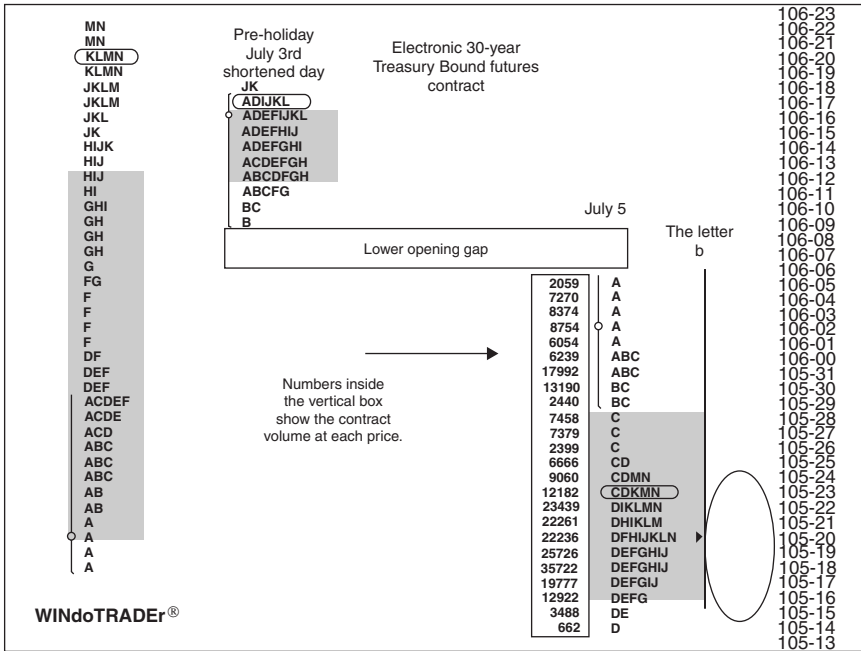 MN
MN
KLMN
KLMN
JKLM
JKLM
JKL
JK
HIJK
HIJ
HIJ
HI
GHI
GH
GH
GH
G
FG
F
F
F
F
DF
DEF
DEF
ACDEF
ACDE
ACD
ABC
ABC
ABC
AB
AB
A
A
A
A
WINdoTRADEr®
Pre-holiday
July 3rd
shortened day
JK
ADIJKL
ADEFIJKL
ADEFHIJ
ADEFGHI
ACDEFGH
ABCDFGH
ABCFG
BC
B
Electronic 30-year
Treasury Bound futures
contract
Lower opening gap
Numbers inside
the vertical box
show the contract
volume at each price.
July 5
2059 A
7270 A
8374 A
8754 A
6054 A
6239 ABC
17992 ABC
13190 BC
2440 BC
7458 C
7379 C
2399 C
6666 CD
9060 CDMN
12182 CDKMN
23439 DIKLMN
22261 DHIKLM
22236 DFHIJKLN
25726 DEFGHIJ
35722 DEFGHIJ
19777 DEFGIJ
12922 DEFG
3488 DE
662 D
The letter
b
106-23
106-22
106-21
106-20
106-19
106-18
106-17
106-16
106-15
106-14
106-13
106-12
106-11
106-10
106-09
106-08
106-07
106-06
106-05
106-04
106-03
106-02
106-01
106-00
105-31
105-30
105-29
105-28
105-27
105-26
105-25
105-24
105-23
105-22
105-21
105-20
105-19
105-18
105-17
105-16
105-15
105-14
105-13